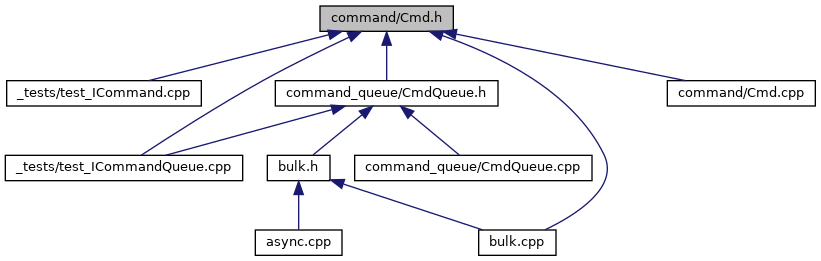 command/Cmd.h
_tests/test_ICommand.cpp
command_queue/CmdQueue.h
command/Cmd.cpp
_tests/test_ICommandQueue.cpp
bulk.h
command_queue/CmdQueue.cpp
async.cpp
bulk.cpp